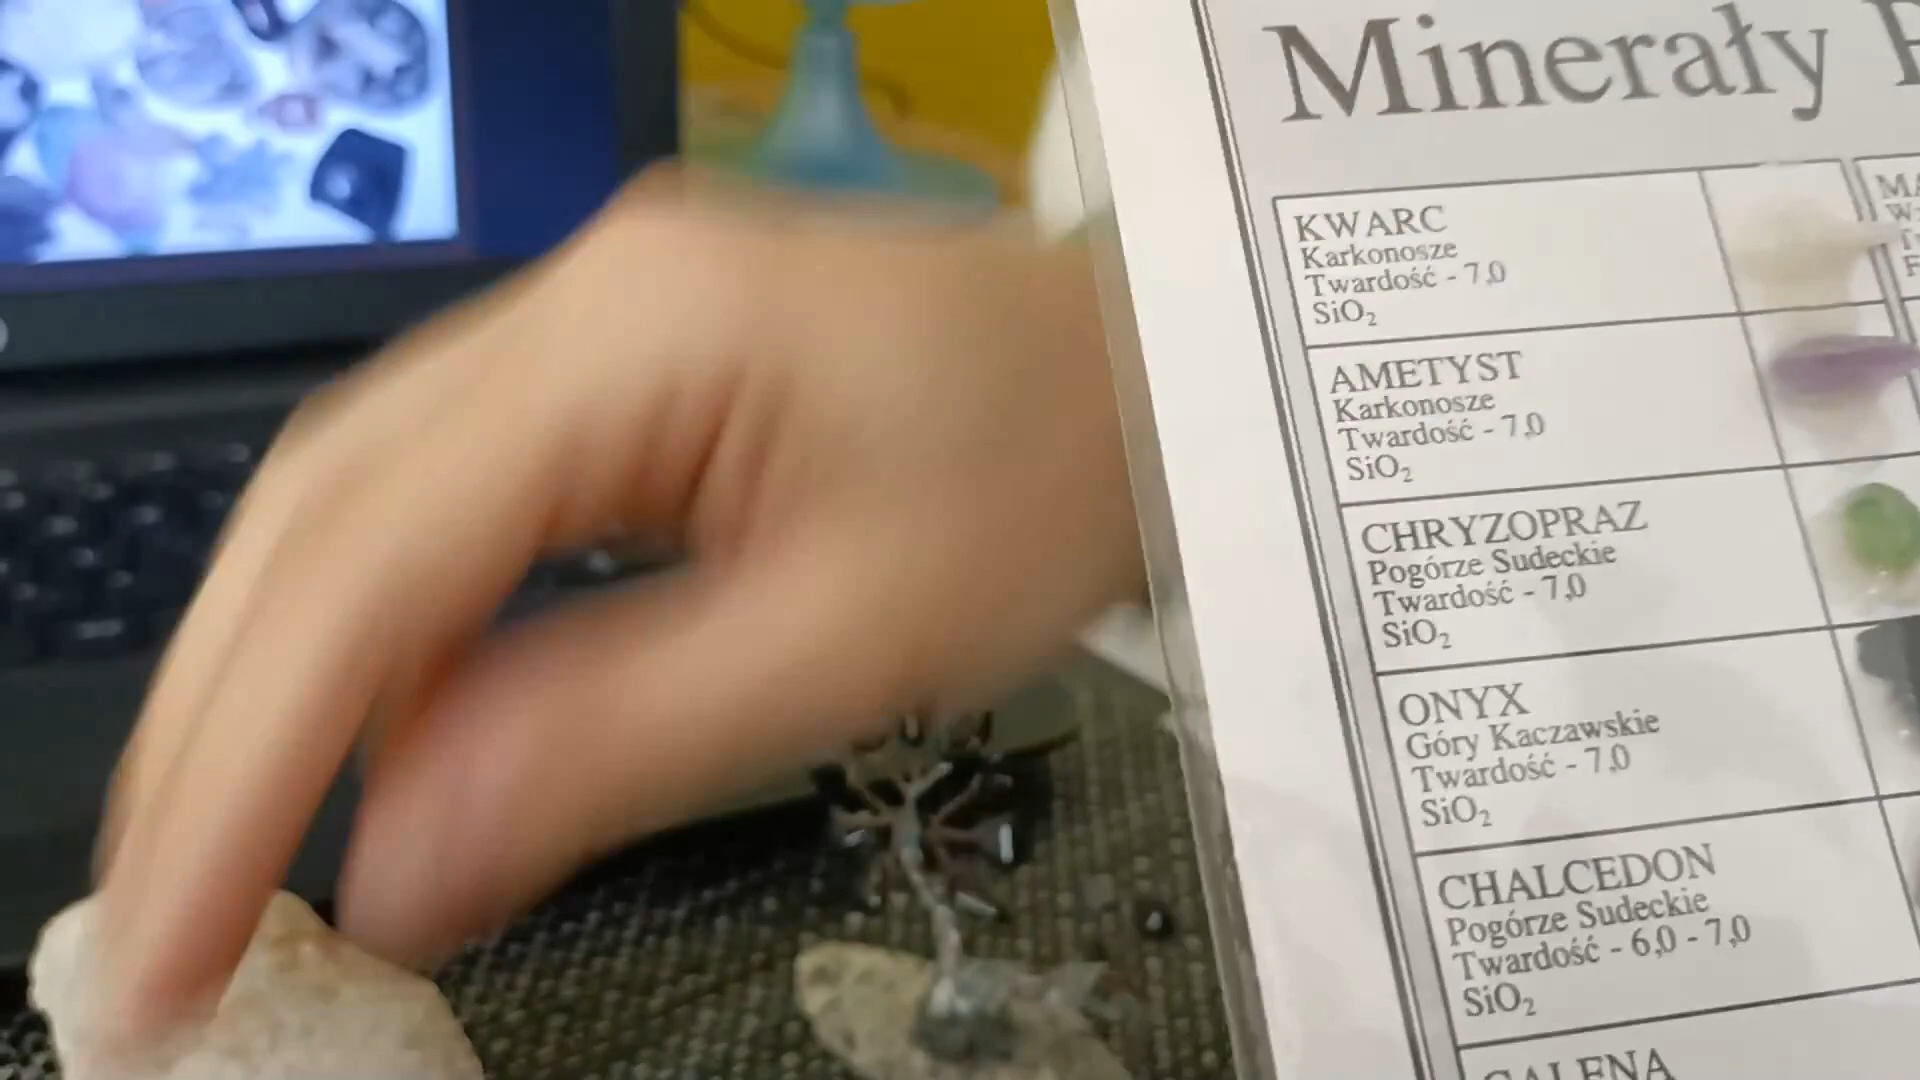 Minerały
KWARC
Karkonosze
Twardość - 7,0
SiO₂
AMETYST
Karkonosze
Twardość - 7,0
SiO₂
CHRYZOPRAZ
Pogórze Sudeckie
Twardość - 7,0
SiO₂
ONYX
Góry Kaczawskie
Twardość - 7,0
SiO₂
CHALCEDON
Pogórze Sudeckie
Twardość - 6,0 - 7,0
SiO₂
GALENA